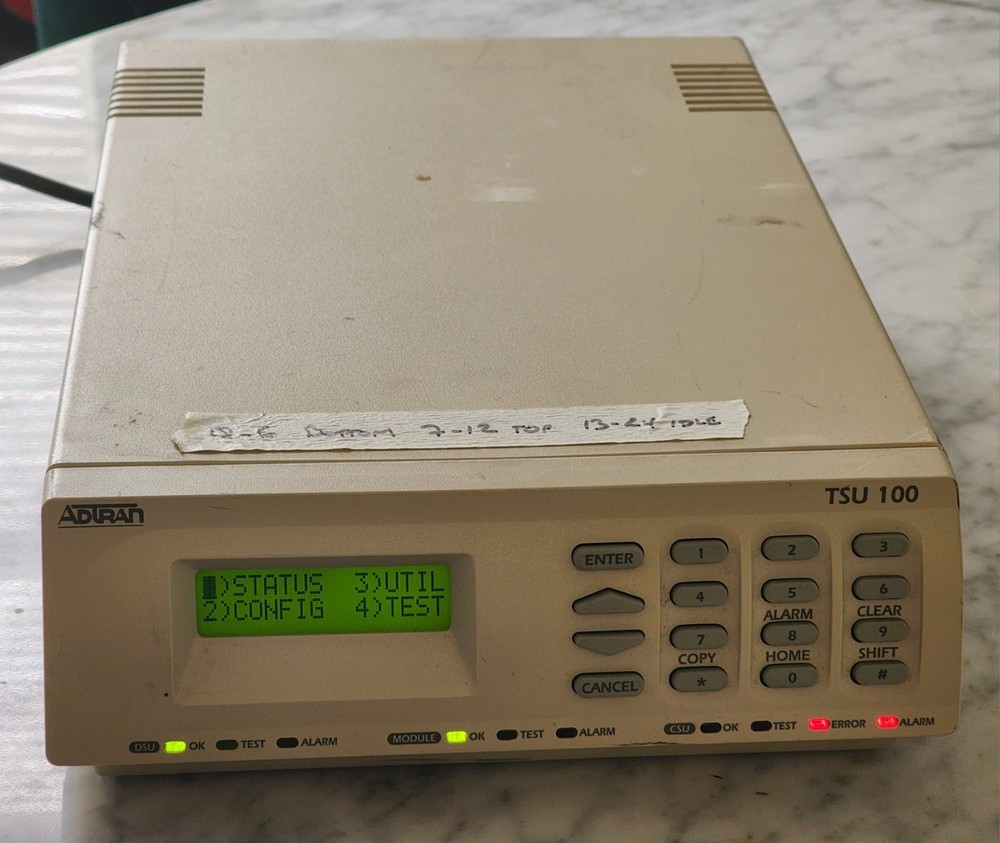 BOTTOM 7-12 TOP 13-24 IDLE
ADTRAN
TSU 100
)STATUS 3)UTIL
2)CONFIG 4)TEST
ENTER
CANCEL
1 2 3
4 5 6
ALARM CLEAR
7 8 9
COPY HOME SHIFT
* 0 #
DSU OK TEST ALARM
MODULE OK TEST ALARM
CSU OK TEST ERROR ALARM